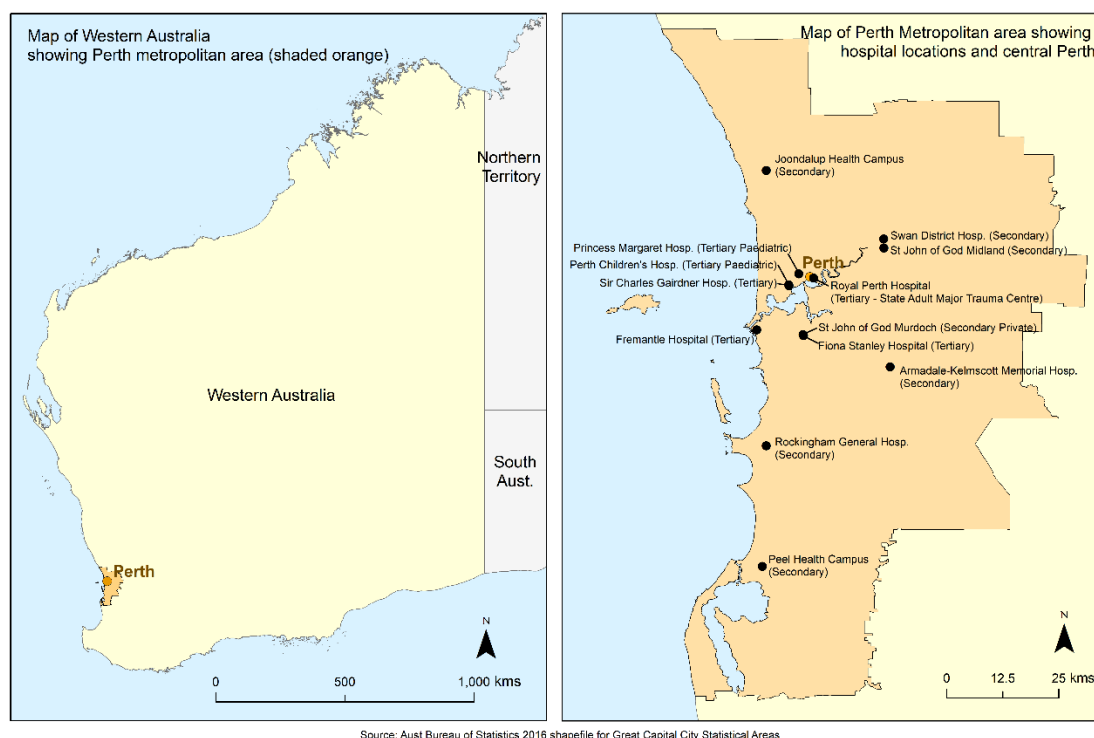 Map of Western Australia
showing Perth metropolitan area (shaded orange)
Northern
Territory
Western Australia
South
Aust.
Perth
N
0 500 1,000 kms
Map of Perth Metropolitan area showing
hospital locations and central Perth
Joondalup Health Campus
(Secondary)
Swan District Hosp. (Secondary)
St John of God Midland (Secondary)
Princess Margaret Hosp. (Tertiary Paediatric)
Perth
Perth Children's Hosp. (Tertiary Paediatric)
Sir Charles Gairdner Hosp. (Tertiary)
Royal Perth Hospital
(Tertiary - State Adult Major Trauma Centre)
Fremantle Hospital (Tertiary)
St John of God Murdoch (Secondary Private)
Fiona Stanley Hospital (Tertiary)
Armadale-Kelmscott Memorial Hosp.
(Secondary)
Rockingham General Hosp.
(Secondary)
Peel Health Campus
(Secondary)
N
0 12.5 25 kms
Source: Aust Bureau of Statistics 2016 shapefile for Great Capital City Statistical Areas